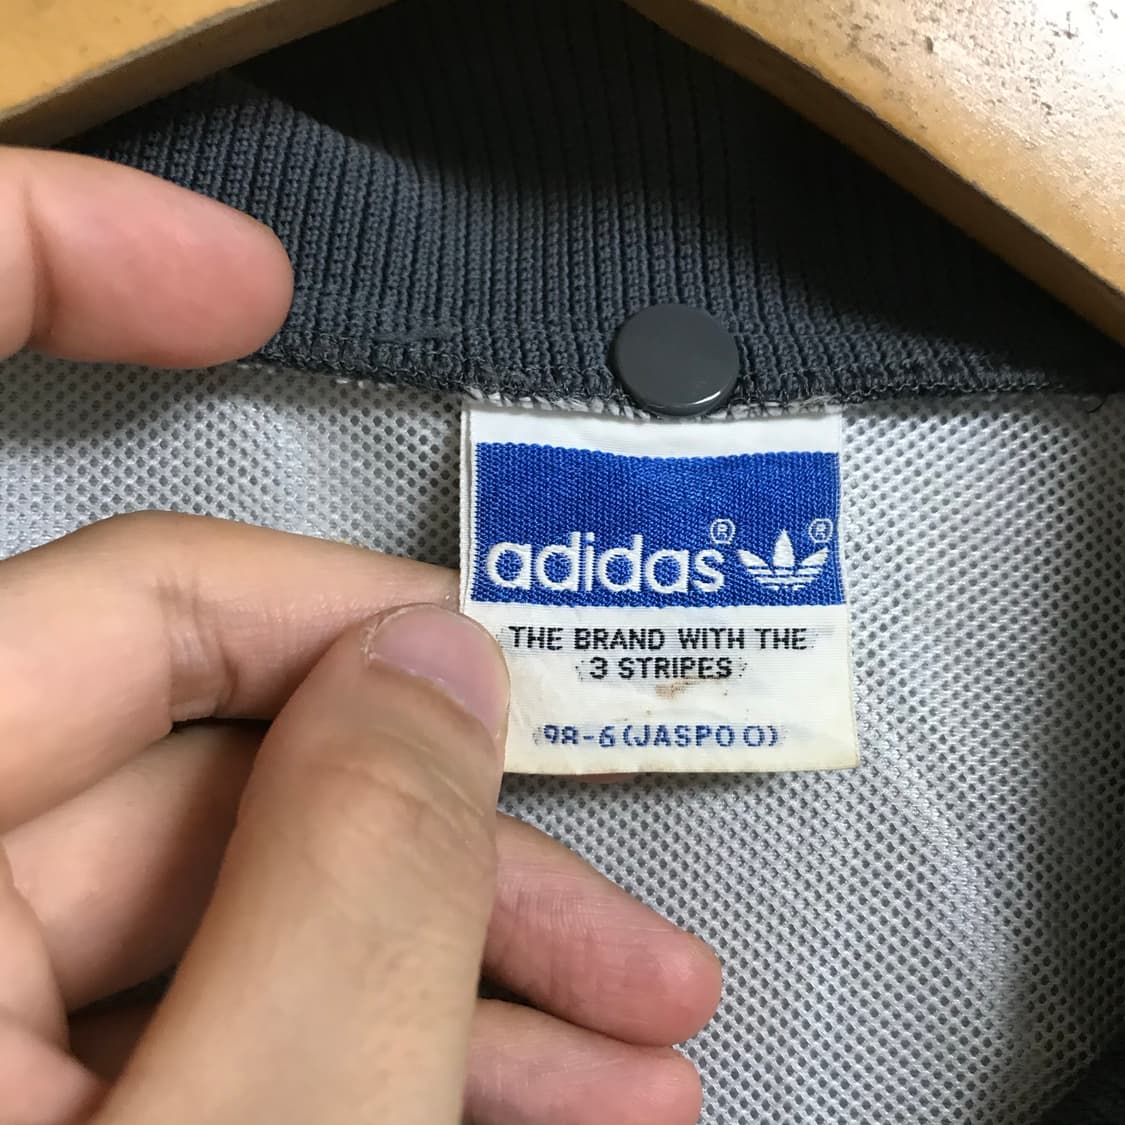 adidas® ®
THE BRAND WITH THE
3 STRIPES
98-6(JASPO O)